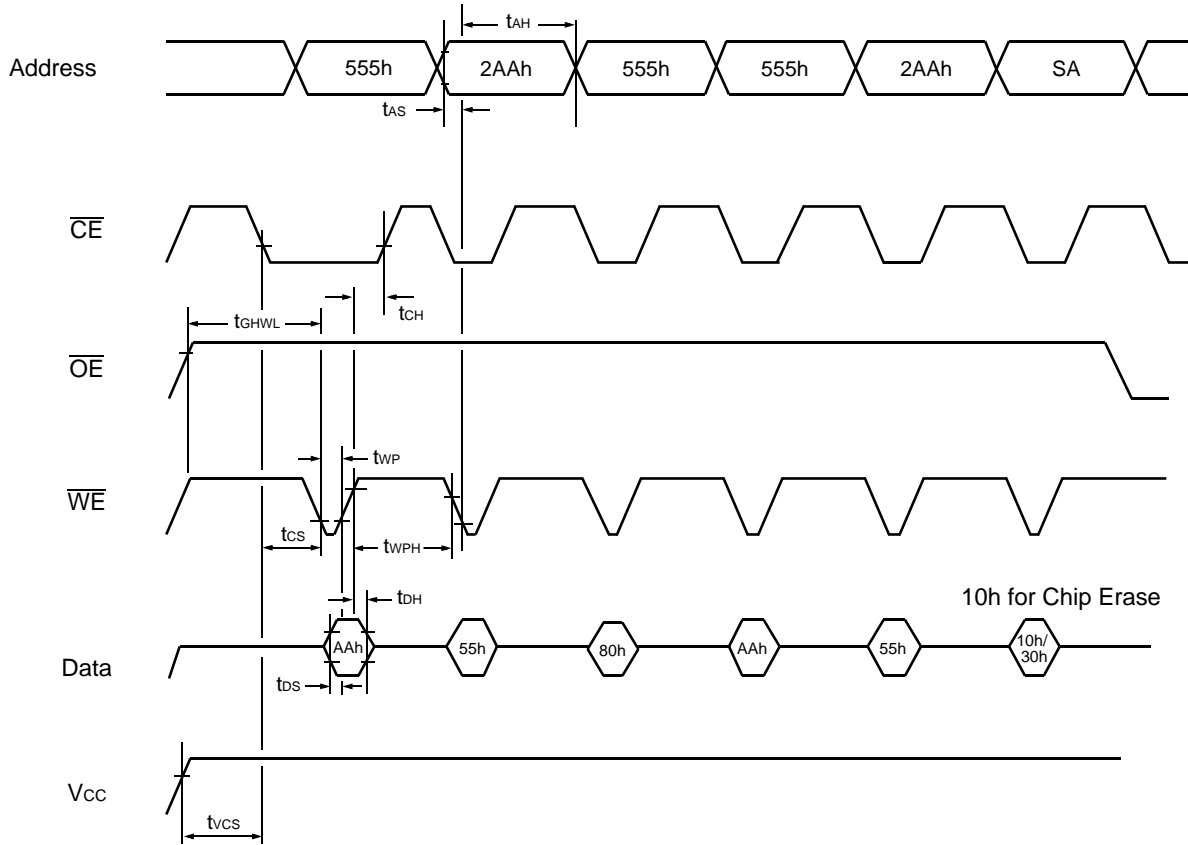 tAH
Address 555h 2AAh 555h 555h 2AAh SA
tAS
CE
tCH
tGHWL
OE
tWP
WE
tCS
tWPH
tDH
10h for Chip Erase
Data AAh 55h 80h AAh 55h 10h/
30h
tDS
VCC
tVCS